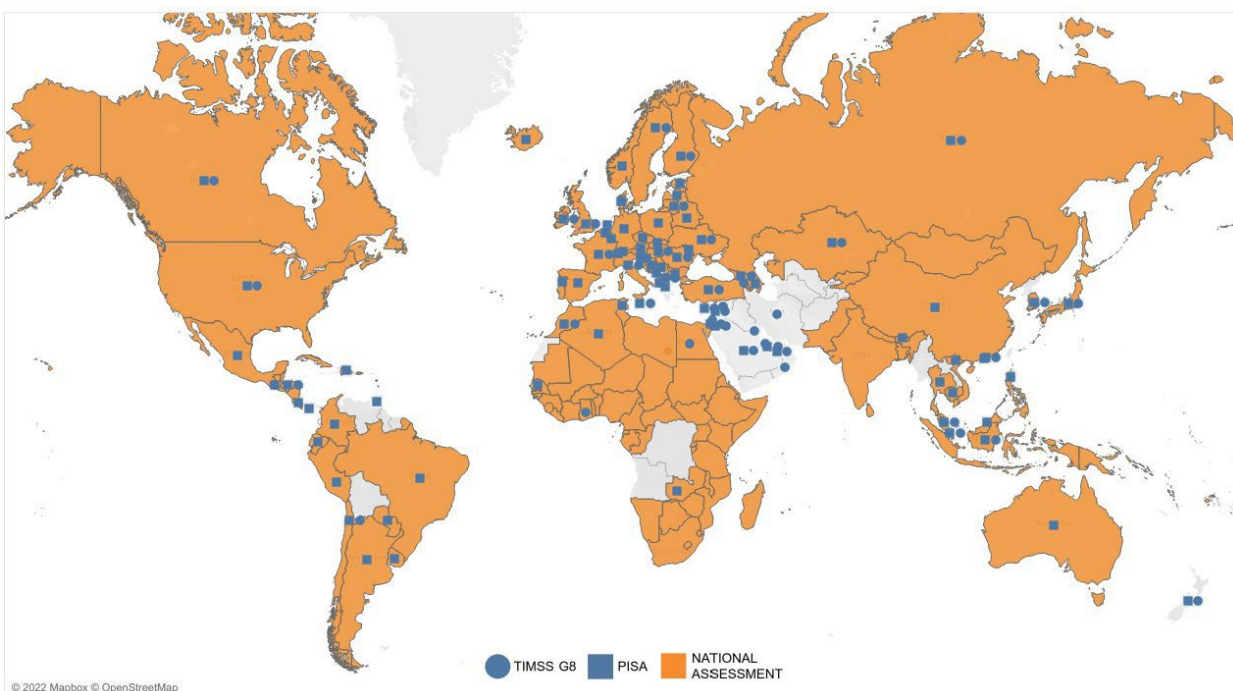 TIMSS G8
PISA
NATIONAL
ASSESSMENT
© 2022 Mapbox © OpenStreetMap